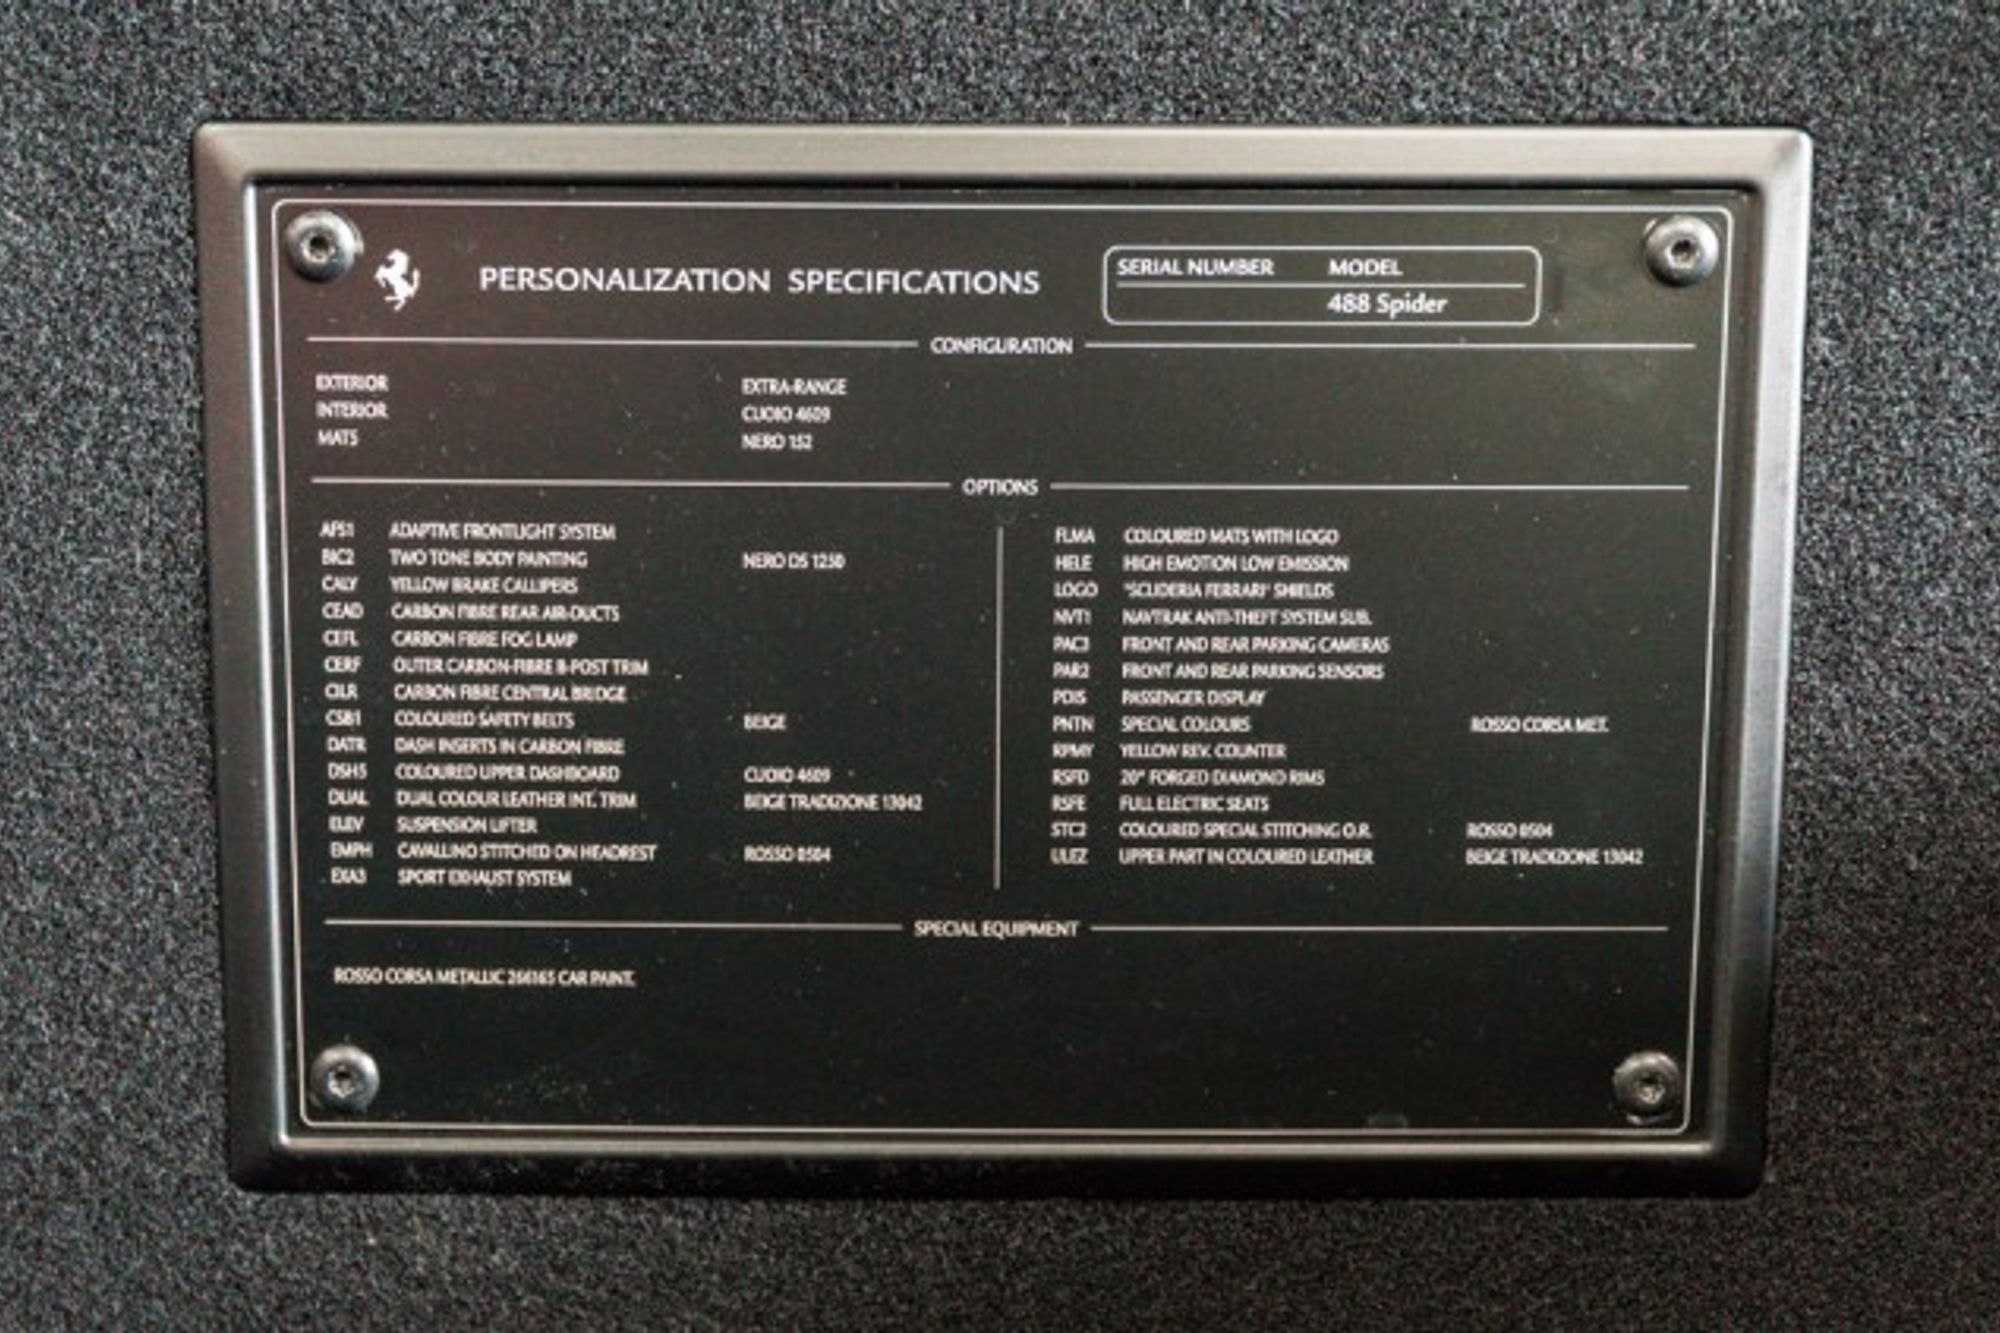 PERSONALIZATION SPECIFICATIONS
SERIAL NUMBER MODEL
488 Spider
CONFIGURATION
EXTERIOR EXTRA-RANGE
INTERIOR CUOIO 4609
MATS NERO 152
OPTIONS
AFS1 ADAPTIVE FRONTLIGHT SYSTEM
BIC2 TWO TONE BODY PAINTING NERO DS 1250
CALY YELLOW BRAKE CALLIPERS
CEAD CARBON FIBRE REAR AIR-DUCTS
CEFL CARBON FIBRE FOG LAMP
CERF OUTER CARBON-FIBRE B-POST TRIM
CILR CARBON FIBRE CENTRAL BRIDGE
CSB1 COLOURED SAFETY BELTS BEIGE
DATR DASH INSERTS IN CARBON FIBRE
DSH5 COLOURED UPPER DASHBOARD CUOIO 4609
DUAL DUAL COLOUR LEATHER INT. TRIM BEIGE TRADIZIONE 13042
ELEV SUSPENSION LIFTER
EMPH CAVALLINO STITCHED ON HEADREST ROSSO 0504
EXA3 SPORT EXHAUST SYSTEM
FLMA COLOURED MATS WITH LOGO
HELE HIGH EMOTION LOW EMISSION
LOGO "SCUDERIA FERRARI" SHIELDS
NVT1 NAVTRAK ANTI-THEFT SYSTEM SUB.
PAC3 FRONT AND REAR PARKING CAMERAS
PAR2 FRONT AND REAR PARKING SENSORS
PDIS PASSENGER DISPLAY
PNTN SPECIAL COLOURS ROSSO CORSA MET.
RPMY YELLOW REV. COUNTER
RSFD 20" FORGED DIAMOND RIMS
RSFE FULL ELECTRIC SEATS
STC2 COLOURED SPECIAL STITCHING O.R. ROSSO 0504
ULEZ UPPER PART IN COLOURED LEATHER BEIGE TRADIZIONE 13042
SPECIAL EQUIPMENT
ROSSO CORSA METALLIC 266165 CAR PAINT.